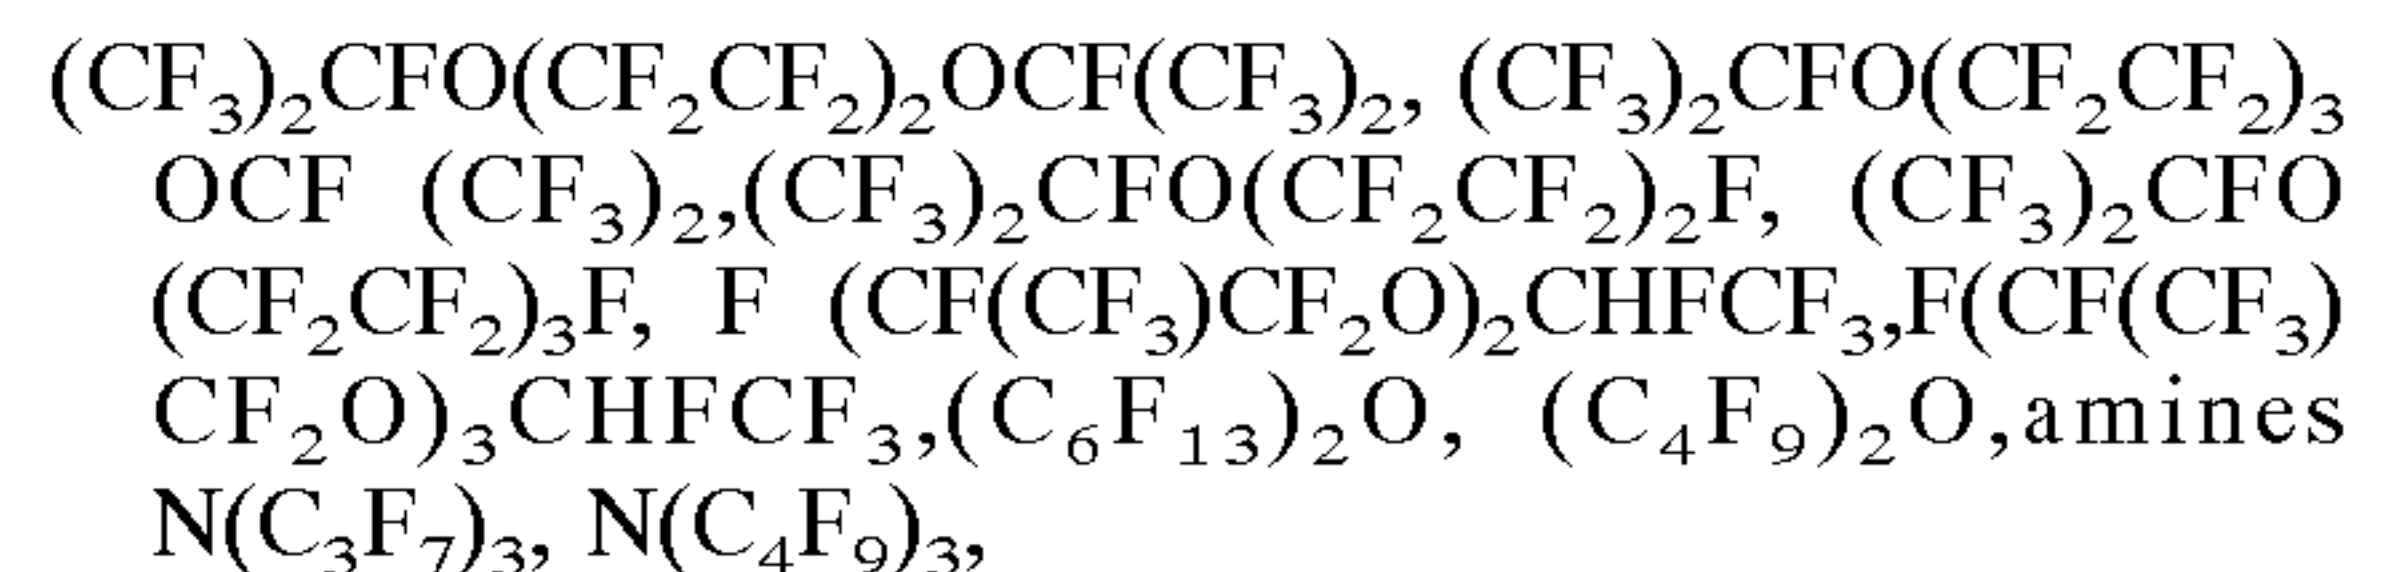 (CF₃)₂CFO(CF₂CF₂)₂OCF(CF₃)₂, (CF₃)₂CFO(CF₂CF₂)₃
OCF (CF₃)₂,(CF₃)₂CFO(CF₂CF₂)₂F, (CF₃)₂CFO
(CF₂CF₂)₃F, F (CF(CF₃)CF₂O)₂CHFCF₃,F(CF(CF₃)
CF₂O)₃CHFCF₃,(C₆F₁₃)₂O, (C₄F₉)₂O,amines
N(C₃F₇)₃, N(C₄F₉)₃,